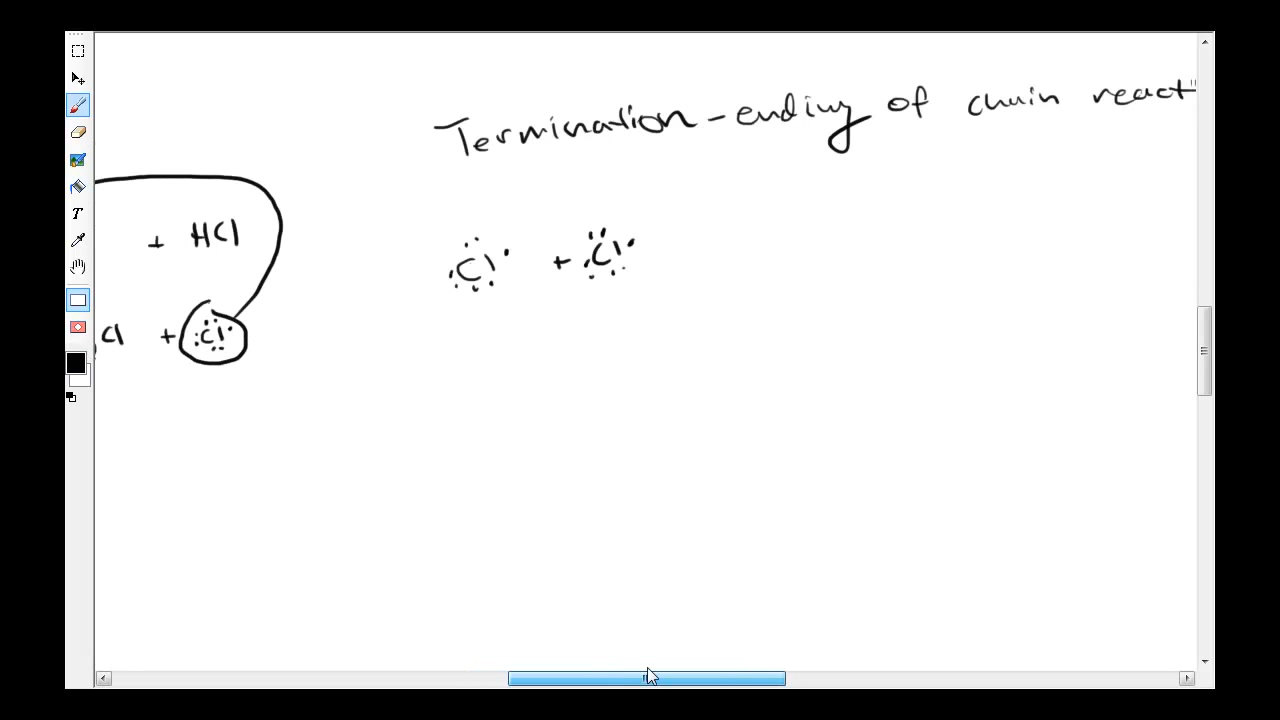 Termination - ending of chain react"
+ HCl
Cl· + Cl·
Cl + Cl·
T